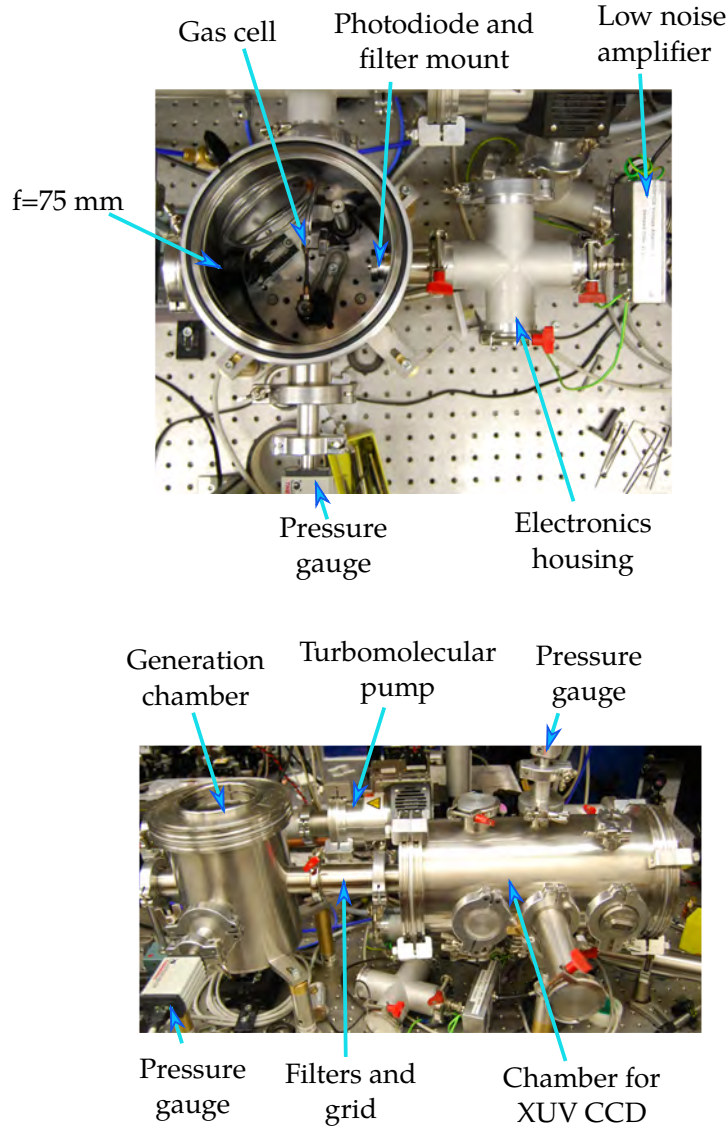 Gas cell
Photodiode and
filter mount
Low noise
amplifier
f=75 mm
Pressure
gauge
Electronics
housing
Generation
chamber
Turbomolecular
pump
Pressure
gauge
Pressure
gauge
Filters and
grid
Chamber for
XUV CCD